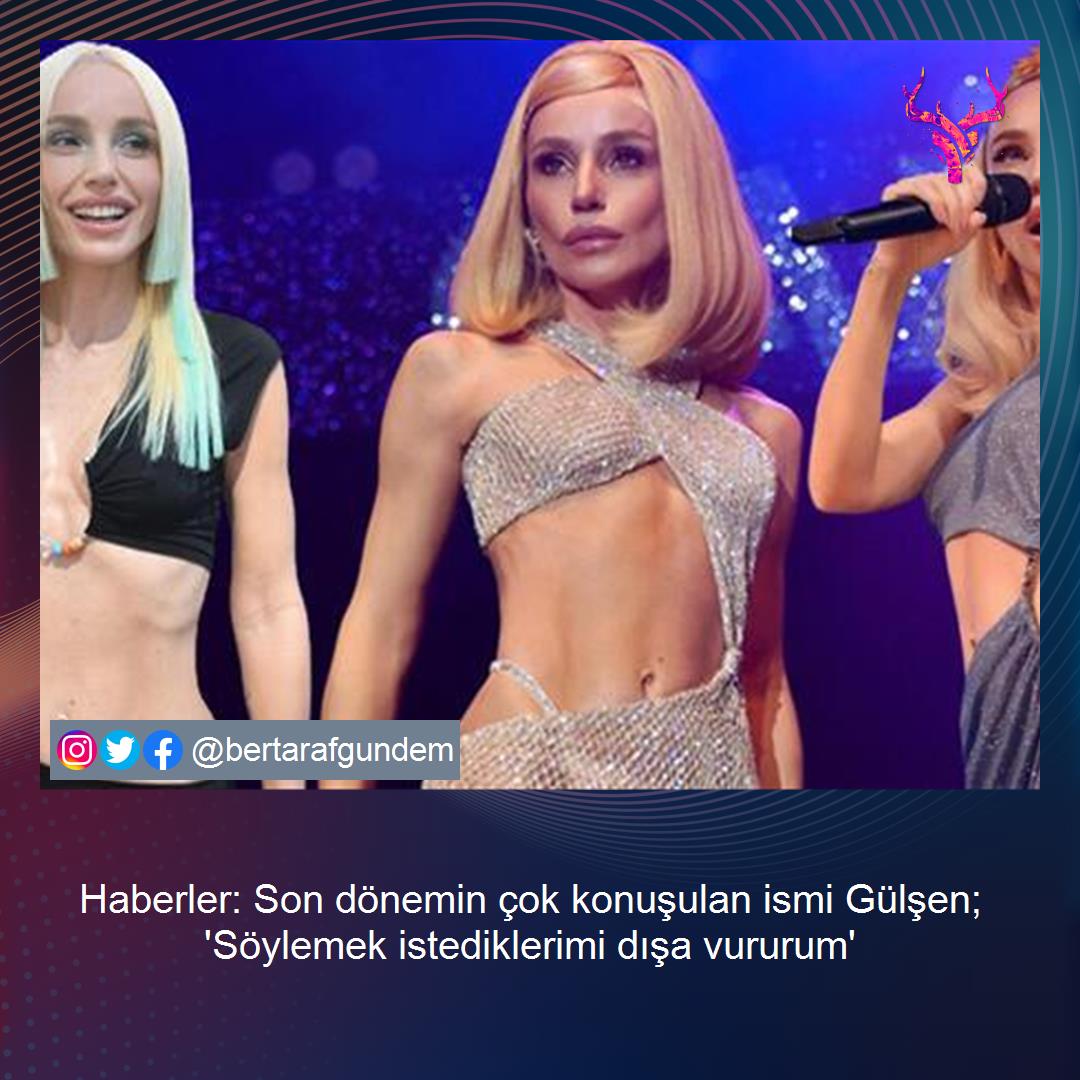 @bertarafgundem
Haberler: Son dönemin çok konuşulan ismi Gülşen;
'Söylemek istediklerimi dışa vururum'